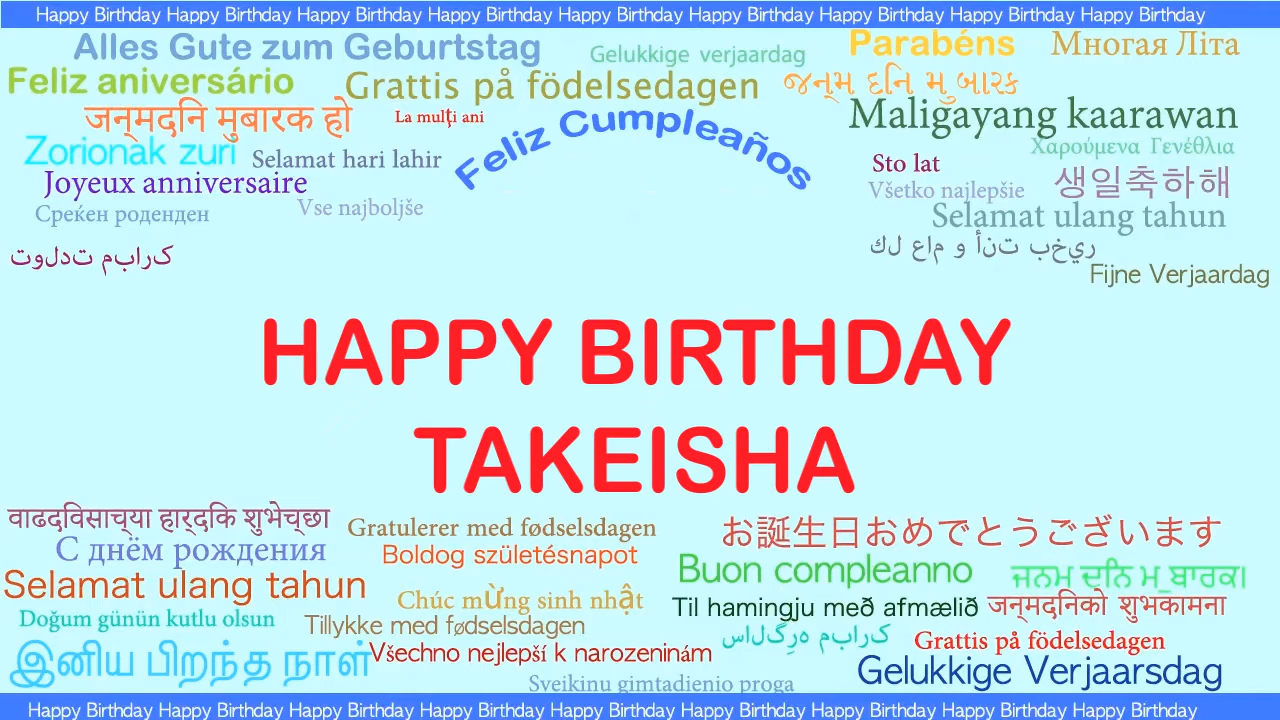 Happy Birthday Happy Birthday Happy Birthday Happy Birthday Happy Birthday Happy Birthday Happy Birthday Happy Birthday Happy Birthday
Alles Gute zum Geburtstag
Gelukkige verjaardag
Parabéns
Многая Літа
Feliz aniversário
Grattis på födelsedagen
જન્મ દનિ મુ બારક
जन्मदनि मुबारक हो
La mulţi ani
Feliz Cumpleaños
Maligayang kaarawan
Zorionak zuri
Selamat hari lahir
Sto lat
Χαρούμενα Γενέθλια
Joyeux anniversaire
Všetko najlepšie
생일축하해
Среќен роденден
Vse najboljše
Selamat ulang tahun
تولدت مبارک
كل عام و أنت بخير
Fijne Verjaardag
HAPPY BIRTHDAY
TAKEISHA
वाढदविसाच्या हार्दकि शुभेच्छा
Gratulerer med fødselsdagen
お誕生日おめでとうございます
С днём рождения
Boldog születésnapot
Buon compleanno
ਜਨਮ ਦਨਿ ਮੁਬਾਰਕ।
Selamat ulang tahun
Chúc mừng sinh nhật
Til hamingju með afmælið
जन्मदनिको शुभकामना
Doğum günün kutlu olsun
Tillykke med fødselsdagen
سالگرہ مبارک
Grattis på födelsedagen
இனிய பிறந்த நாள்
Všechno nejlepší k narozeninám
Gelukkige Verjaarsdag
Sveikinu gimtadienio proga
Happy Birthday Happy Birthday Happy Birthday Happy Birthday Happy Birthday Happy Birthday Happy Birthday Happy Birthday Happy Birthday